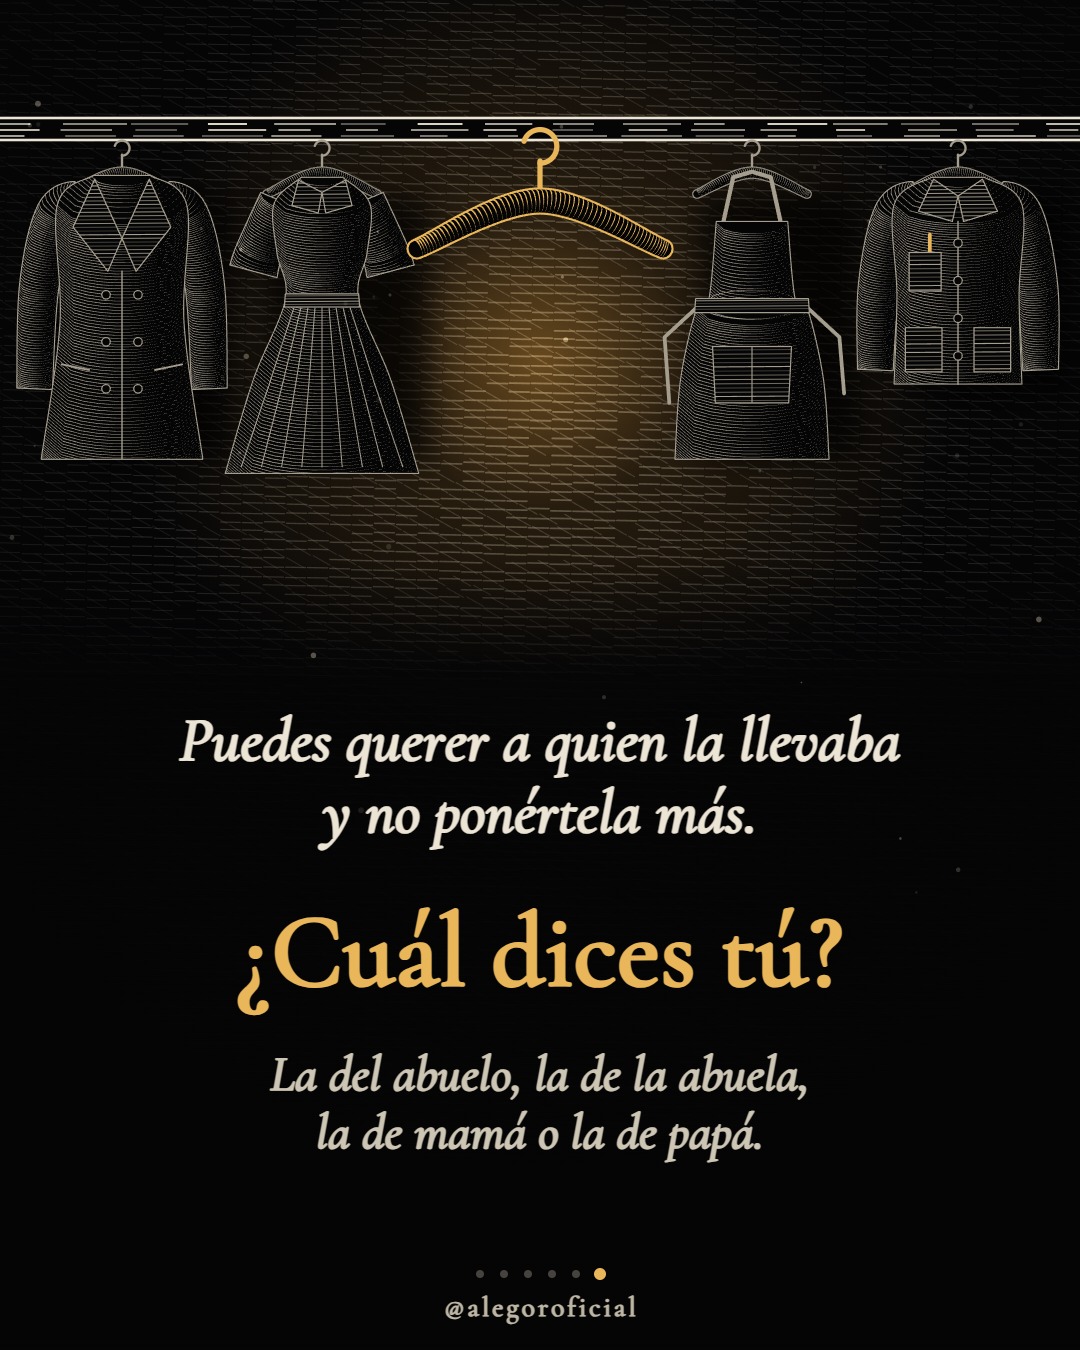 Puedes querer a quien la llevaba
y no ponértela más.
¿Cuál dices tú?
La del abuelo, la de la abuela,
la de mamá o la de papá.
@alegoroficial